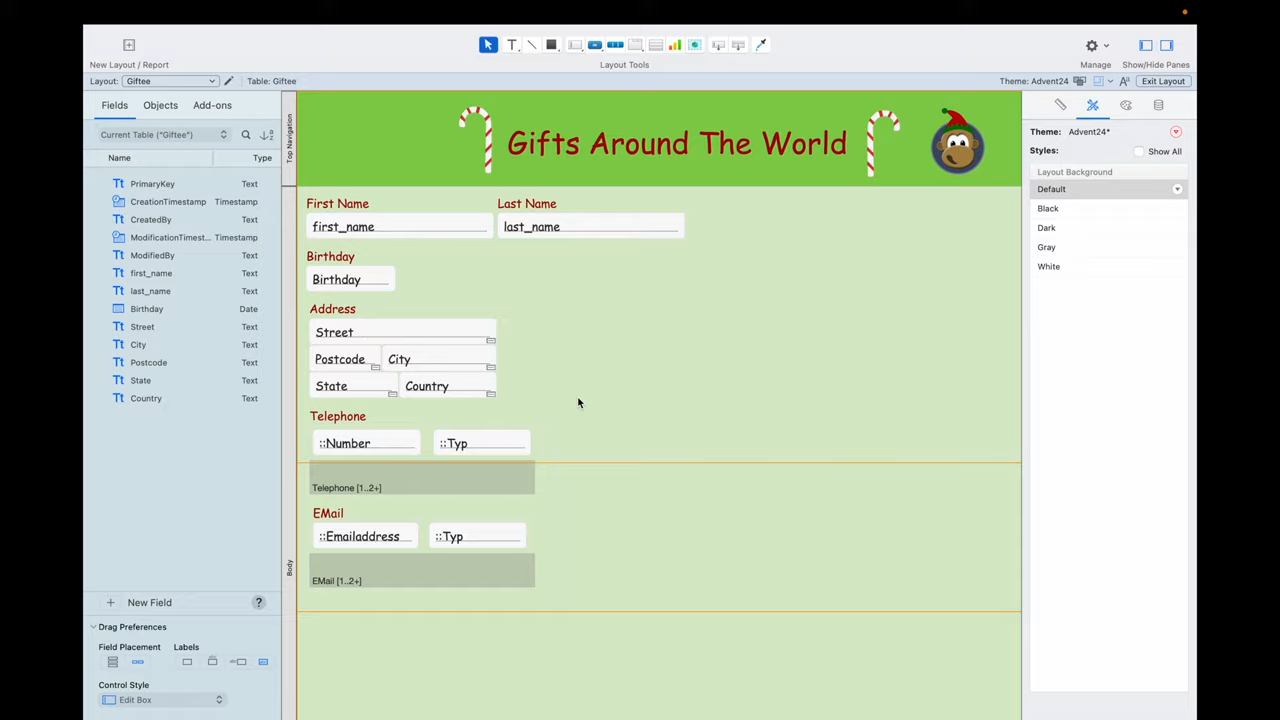 New Layout / Report
Layout Tools
Manage
Show/Hide Panes
Layout: Giftee
Table: Giftee
Theme: Advent24
Exit Layout
Fields
Objects
Add-ons
Current Table ("Giftee")
Name
Type
PrimaryKey Text
CreationTimestamp Timestamp
CreatedBy Text
ModificationTimest... Timestamp
ModifiedBy Text
first_name Text
last_name Text
Birthday Date
Street Text
City Text
Postcode Text
State Text
Country Text
+ New Field ?
Drag Preferences
Field Placement
Labels
Control Style
Edit Box
Top Navigation
Gifts Around The World
First Name
Last Name
first_name
last_name
Birthday
Birthday
Address
Street
Postcode
City
State
Country
Telephone
::Number
::Typ
Telephone [1..2+]
EMail
::Emailaddress
::Typ
EMail [1..2+]
Body
Theme: Advent24*
Styles:
Show All
Layout Background
Default
Black
Dark
Gray
White